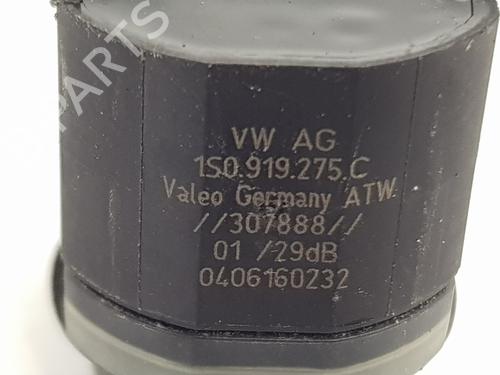 VW AG
1S0.919.275.C
Valeo Germany ATW.
//307888//
01 /29dB
0406160232